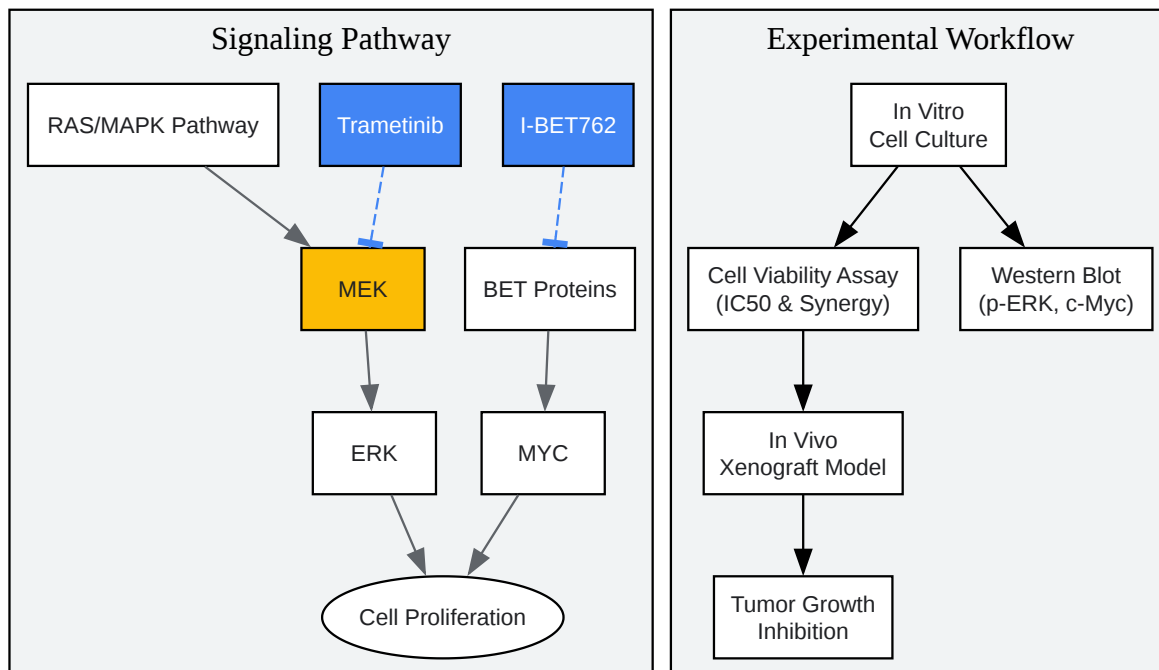 Signaling Pathway
RAS/MAPK Pathway
Trametinib
I-BET762
MEK
BET Proteins
ERK
MYC
Cell Proliferation
Experimental Workflow
In Vitro
Cell Culture
Cell Viability Assay
(IC50 & Synergy)
Western Blot
(p-ERK, c-Myc)
In Vivo
Xenograft Model
Tumor Growth
Inhibition